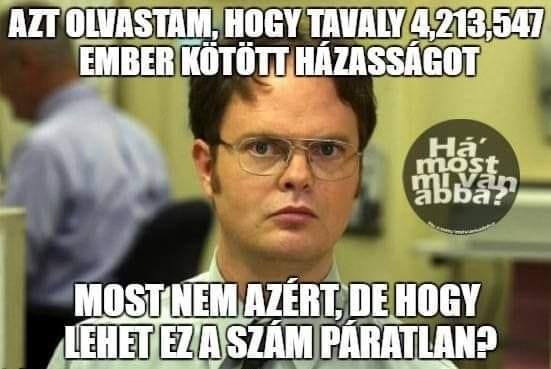 AZT OLVASTAM, HOGY TAVALY 4,213,547
EMBER KÖTÖTT HÁZASSÁGOT
Há'
most
mi van
abba?
MOST NEM AZÉRT, DE HOGY
LEHET EZ A SZÁM PÁRATLAN?